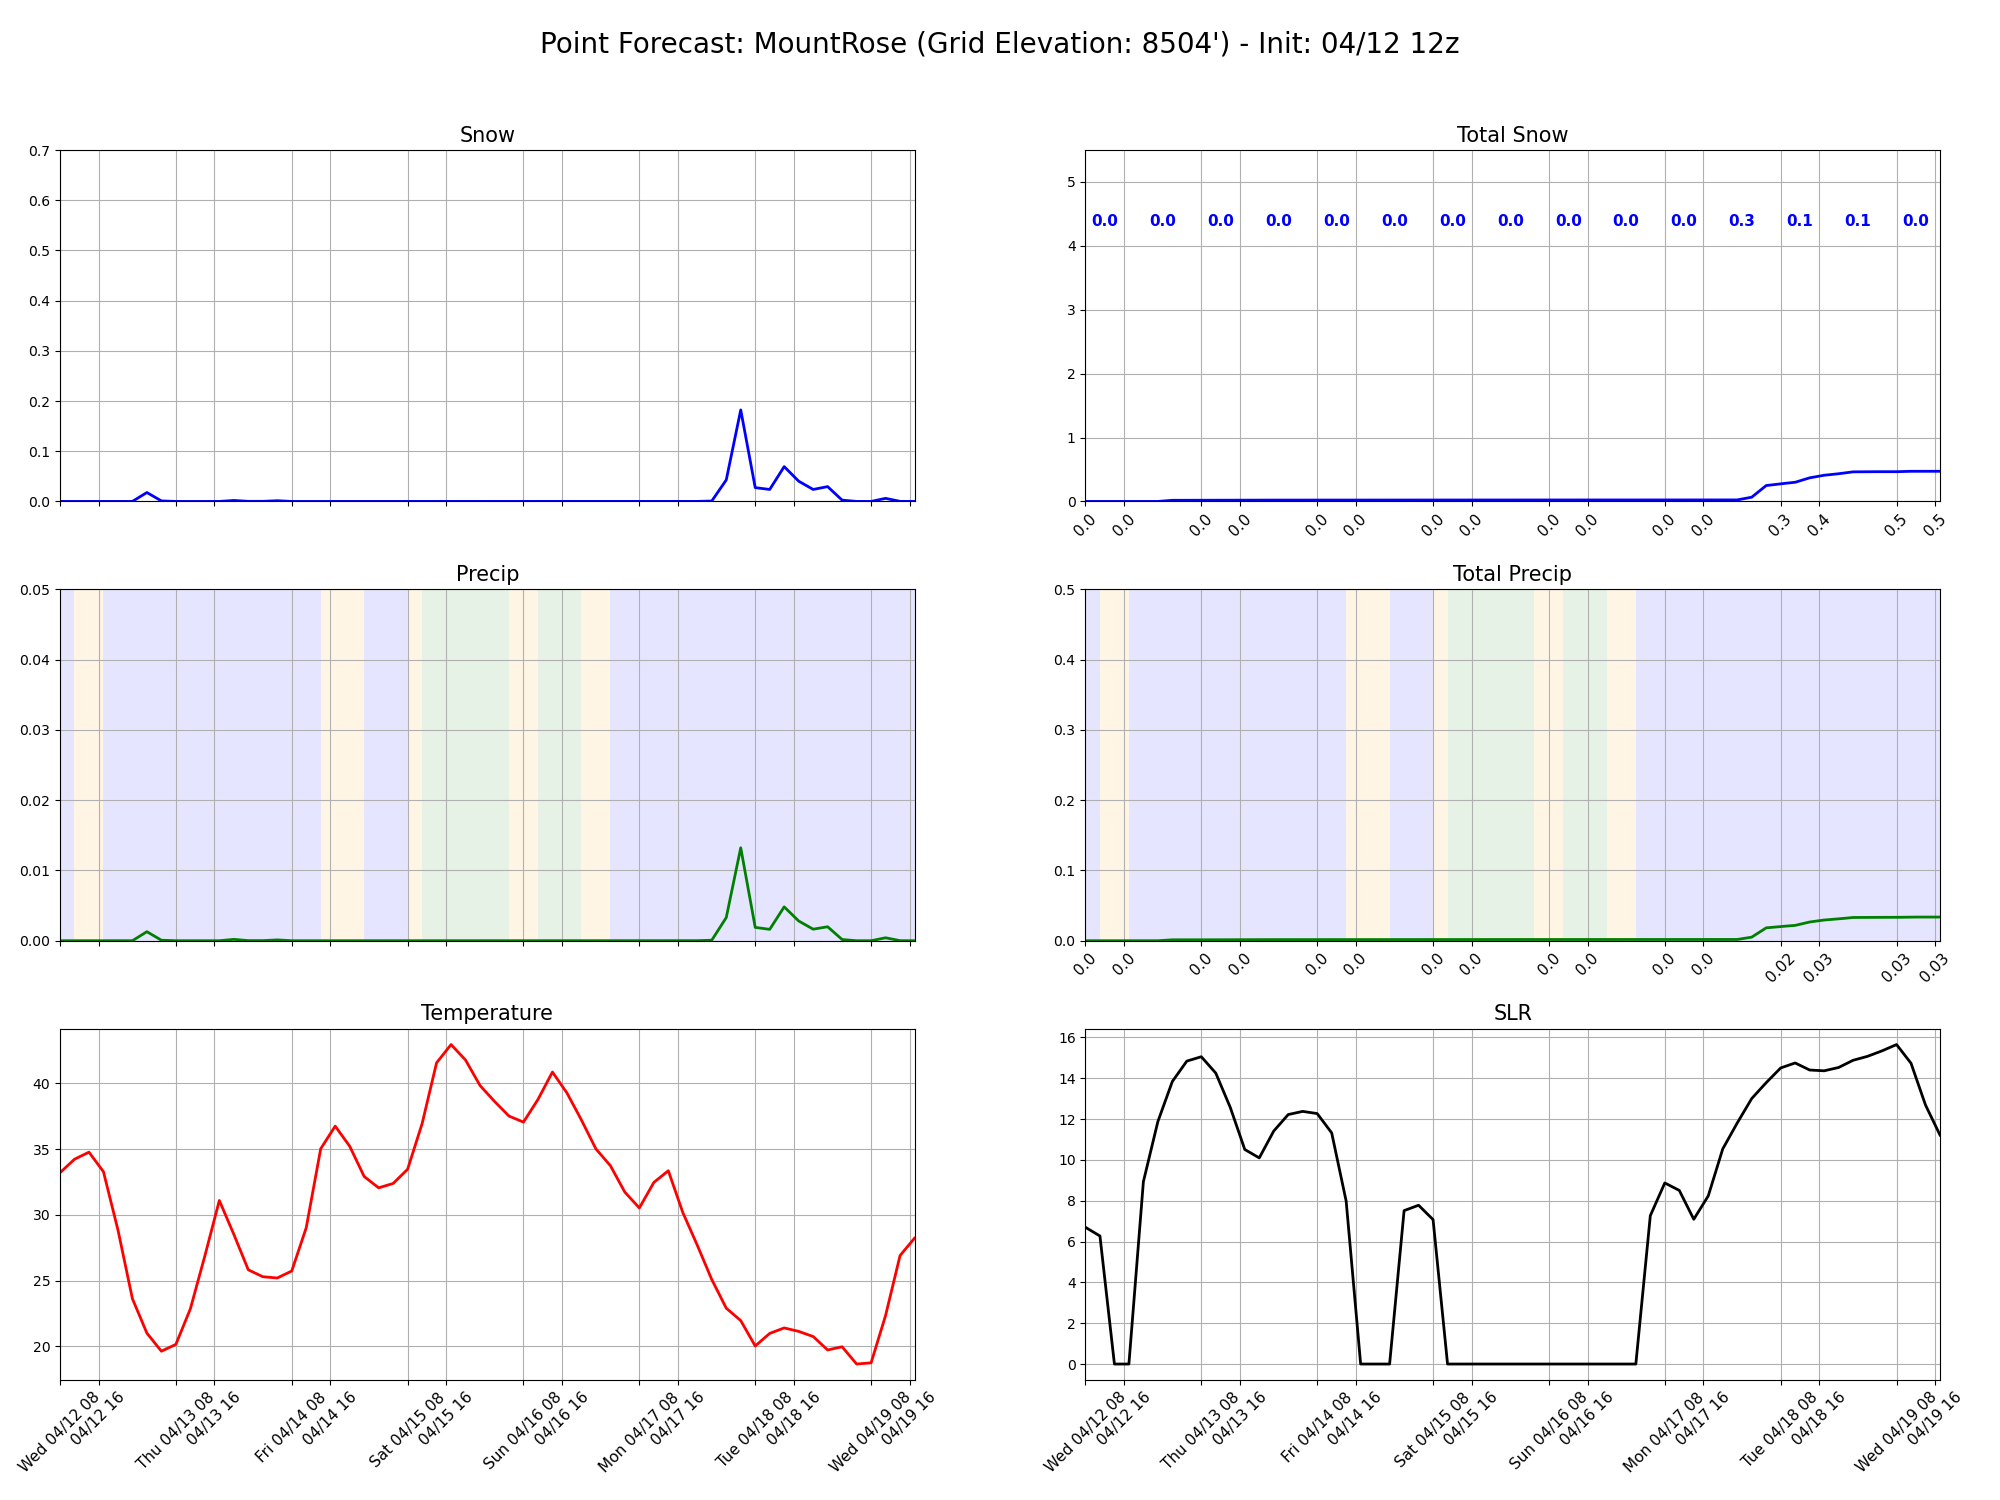 Point Forecast: MountRose (Grid Elevation: 8504') - Init: 04/12 12z
Snow
0.7
0.6
0.5
0.4
0.3
0.2
0.1
0.0
Total Snow
5
4
3
2
1
0
0.0 0.0 0.0 0.0 0.0 0.0 0.0 0.0 0.0 0.0 0.0 0.3 0.1 0.1 0.0
0.0 0.0 0.0 0.0 0.0 0.0 0.0 0.0 0.0 0.0 0.0 0.0 0.3 0.4 0.5 0.5
Precip
0.05
0.04
0.03
0.02
0.01
0.00
Total Precip
0.5
0.4
0.3
0.2
0.1
0.0
0.0 0.0 0.0 0.0 0.0 0.0 0.0 0.0 0.0 0.0 0.0 0.0 0.02 0.03 0.03 0.03
Temperature
40
35
30
25
20
Wed 04/12 08
04/12 16
Thu 04/13 08
04/13 16
Fri 04/14 08
04/14 16
Sat 04/15 08
04/15 16
Sun 04/16 08
04/16 16
Mon 04/17 08
04/17 16
Tue 04/18 08
04/18 16
Wed 04/19 08
04/19 16
SLR
16
14
12
10
8
6
4
2
0
Wed 04/12 08
04/12 16
Thu 04/13 08
04/13 16
Fri 04/14 08
04/14 16
Sat 04/15 08
04/15 16
Sun 04/16 08
04/16 16
Mon 04/17 08
04/17 16
Tue 04/18 08
04/18 16
Wed 04/19 08
04/19 16